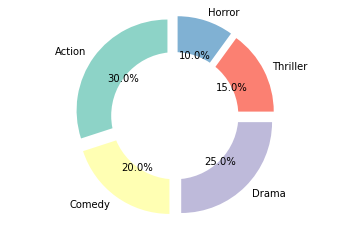 Horror
10.0%
Action
30.0%
Thriller
15.0%
Comedy
20.0%
Drama
25.0%